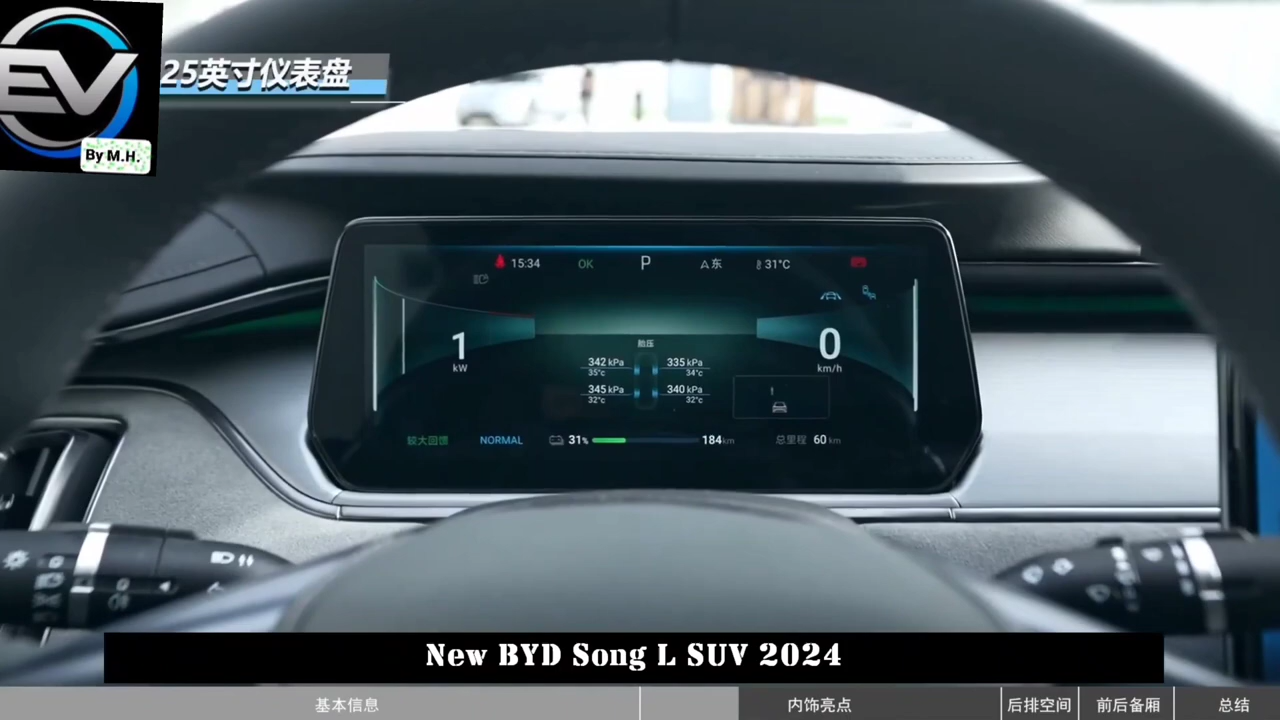 EV
By M.H.
25英寸仪表盘
15:34 OK P 东 31°C
1
kW
胎压
342 kPa 335 kPa
35°c 34°c
345 kPa 340 kPa
32°c 32°c
0
km/h
较大回馈 NORMAL 31% 184km 总里程 60 km
New BYD Song L SUV 2024
基本信息 内饰亮点 后排空间 前后备厢 总结